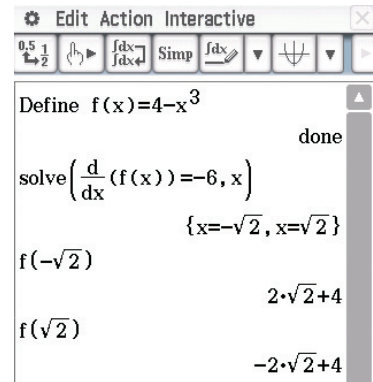 Edit Action Interactive
0.5 1/2 ∫dx ∫dx Simp ∫dx
Define f(x)=4−x³
done
solve(d/dx(f(x))=−6,x)
{x=−√2,x=√2}
f(−√2)
2·√2+4
f(√2)
−2·√2+4